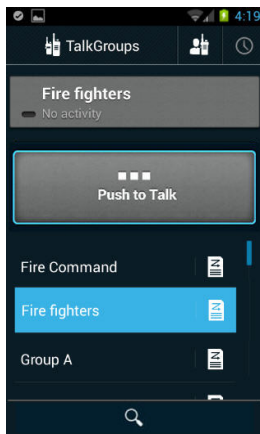 4:19
TalkGroups
Fire fighters
No activity
Push to Talk
Fire Command
Fire fighters
Group A